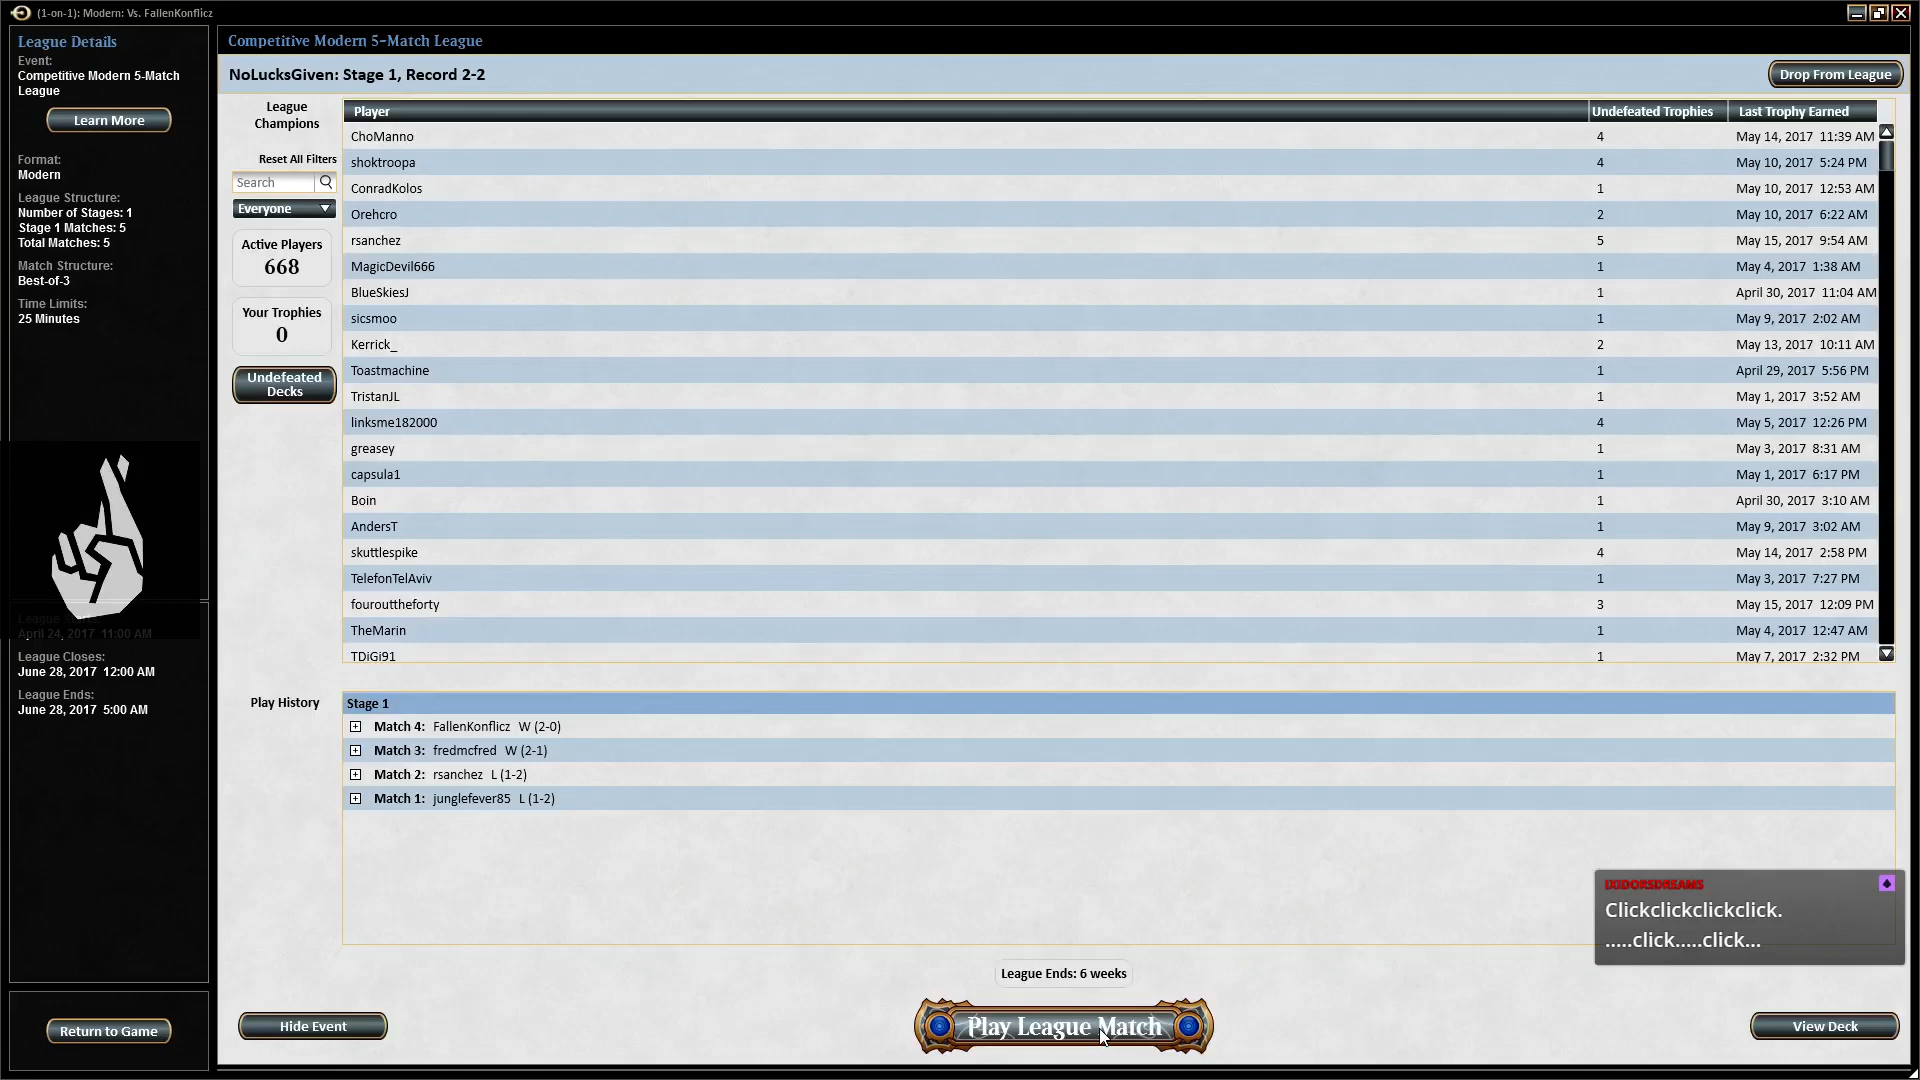 (1-on-1): Modern: Vs. FallenKonflicz
League Details
Event:
Competitive Modern 5-Match
League
Learn More
Format:
Modern
League Structure:
Number of Stages: 1
Stage 1 Matches: 5
Total Matches: 5
Match Structure:
Best-of-3
Time Limits:
25 Minutes
League Starts:
April 24, 2017 11:00 AM
League Closes:
June 28, 2017 12:00 AM
League Ends:
June 28, 2017 5:00 AM
Return to Game
Competitive Modern 5-Match League
NoLucksGiven: Stage 1, Record 2-2
Drop From League
League
Champions
Reset All Filters
Search
Everyone
Active Players
668
Your Trophies
0
Undefeated
Decks
Player Undefeated Trophies Last Trophy Earned
ChoManno 4 May 14, 2017 11:39 AM
shoktroopa 4 May 10, 2017 5:24 PM
ConradKolos 1 May 10, 2017 12:53 AM
Orehcro 2 May 10, 2017 6:22 AM
rsanchez 5 May 15, 2017 9:54 AM
MagicDevil666 1 May 4, 2017 1:38 AM
BlueSkiesJ 1 April 30, 2017 11:04 AM
sicsmoo 1 May 9, 2017 2:02 AM
Kerrick_ 2 May 13, 2017 10:11 AM
Toastmachine 1 April 29, 2017 5:56 PM
TristanJL 1 May 1, 2017 3:52 AM
linksme182000 4 May 5, 2017 12:26 PM
greasey 1 May 3, 2017 8:31 AM
capsula1 1 May 1, 2017 6:17 PM
Boin 1 April 30, 2017 3:10 AM
AndersT 1 May 9, 2017 3:02 AM
skuttlespike 4 May 14, 2017 2:58 PM
TelefonTelAviv 1 May 3, 2017 7:27 PM
fourouttheforty 3 May 15, 2017 12:09 PM
TheMarin 1 May 4, 2017 12:47 AM
TDiGi91 1 May 7, 2017 2:32 PM
Play History
Stage 1
Match 4: FallenKonflicz W (2-0)
Match 3: fredmcfred W (2-1)
Match 2: rsanchez L (1-2)
Match 1: junglefever85 L (1-2)
Clickclickclickclick.
.....click.....click...
League Ends: 6 weeks
Hide Event
Play League Match
View Deck